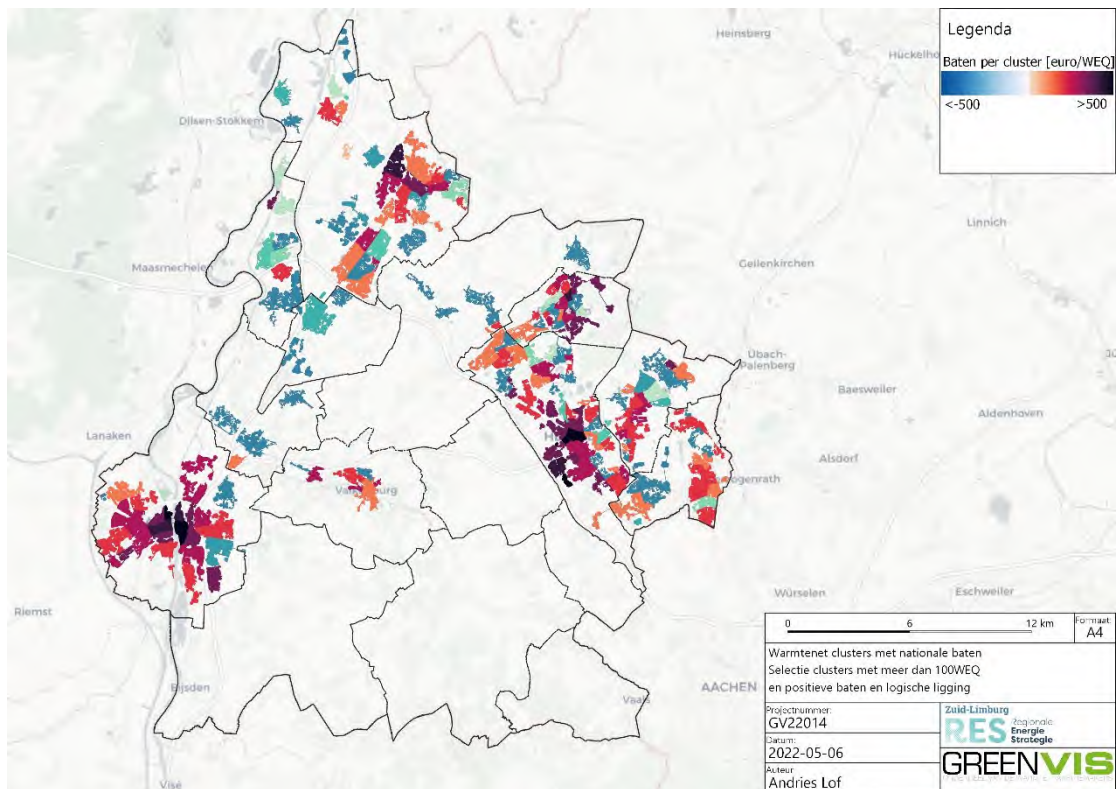 Heinsberg
Hückelho
Dilsen-Stokkem
Linnich
Geilenkirchen
Maasmechele
Übach-
Palenberg
Baesweiler
Aldenhoven
Lanaken
Alsdorf
ogenrath
Würselen
Eschweiler
Riemst
Eijsden
AACHEN
Vaals
Visé
Legenda
Baten per cluster [euro/WEQ]
<-500 >500
0 6 12 km
Formaat:
A4
Warmtenet clusters met nationale baten
Selectie clusters met meer dan 100WEQ
en positieve baten en logische ligging
Projectnummer:
GV22014
Datum:
2022-05-06
Auteur
Andries Lof
Zuid-Limburg
RES Regionale
Energie
Strategie
GREENVIS